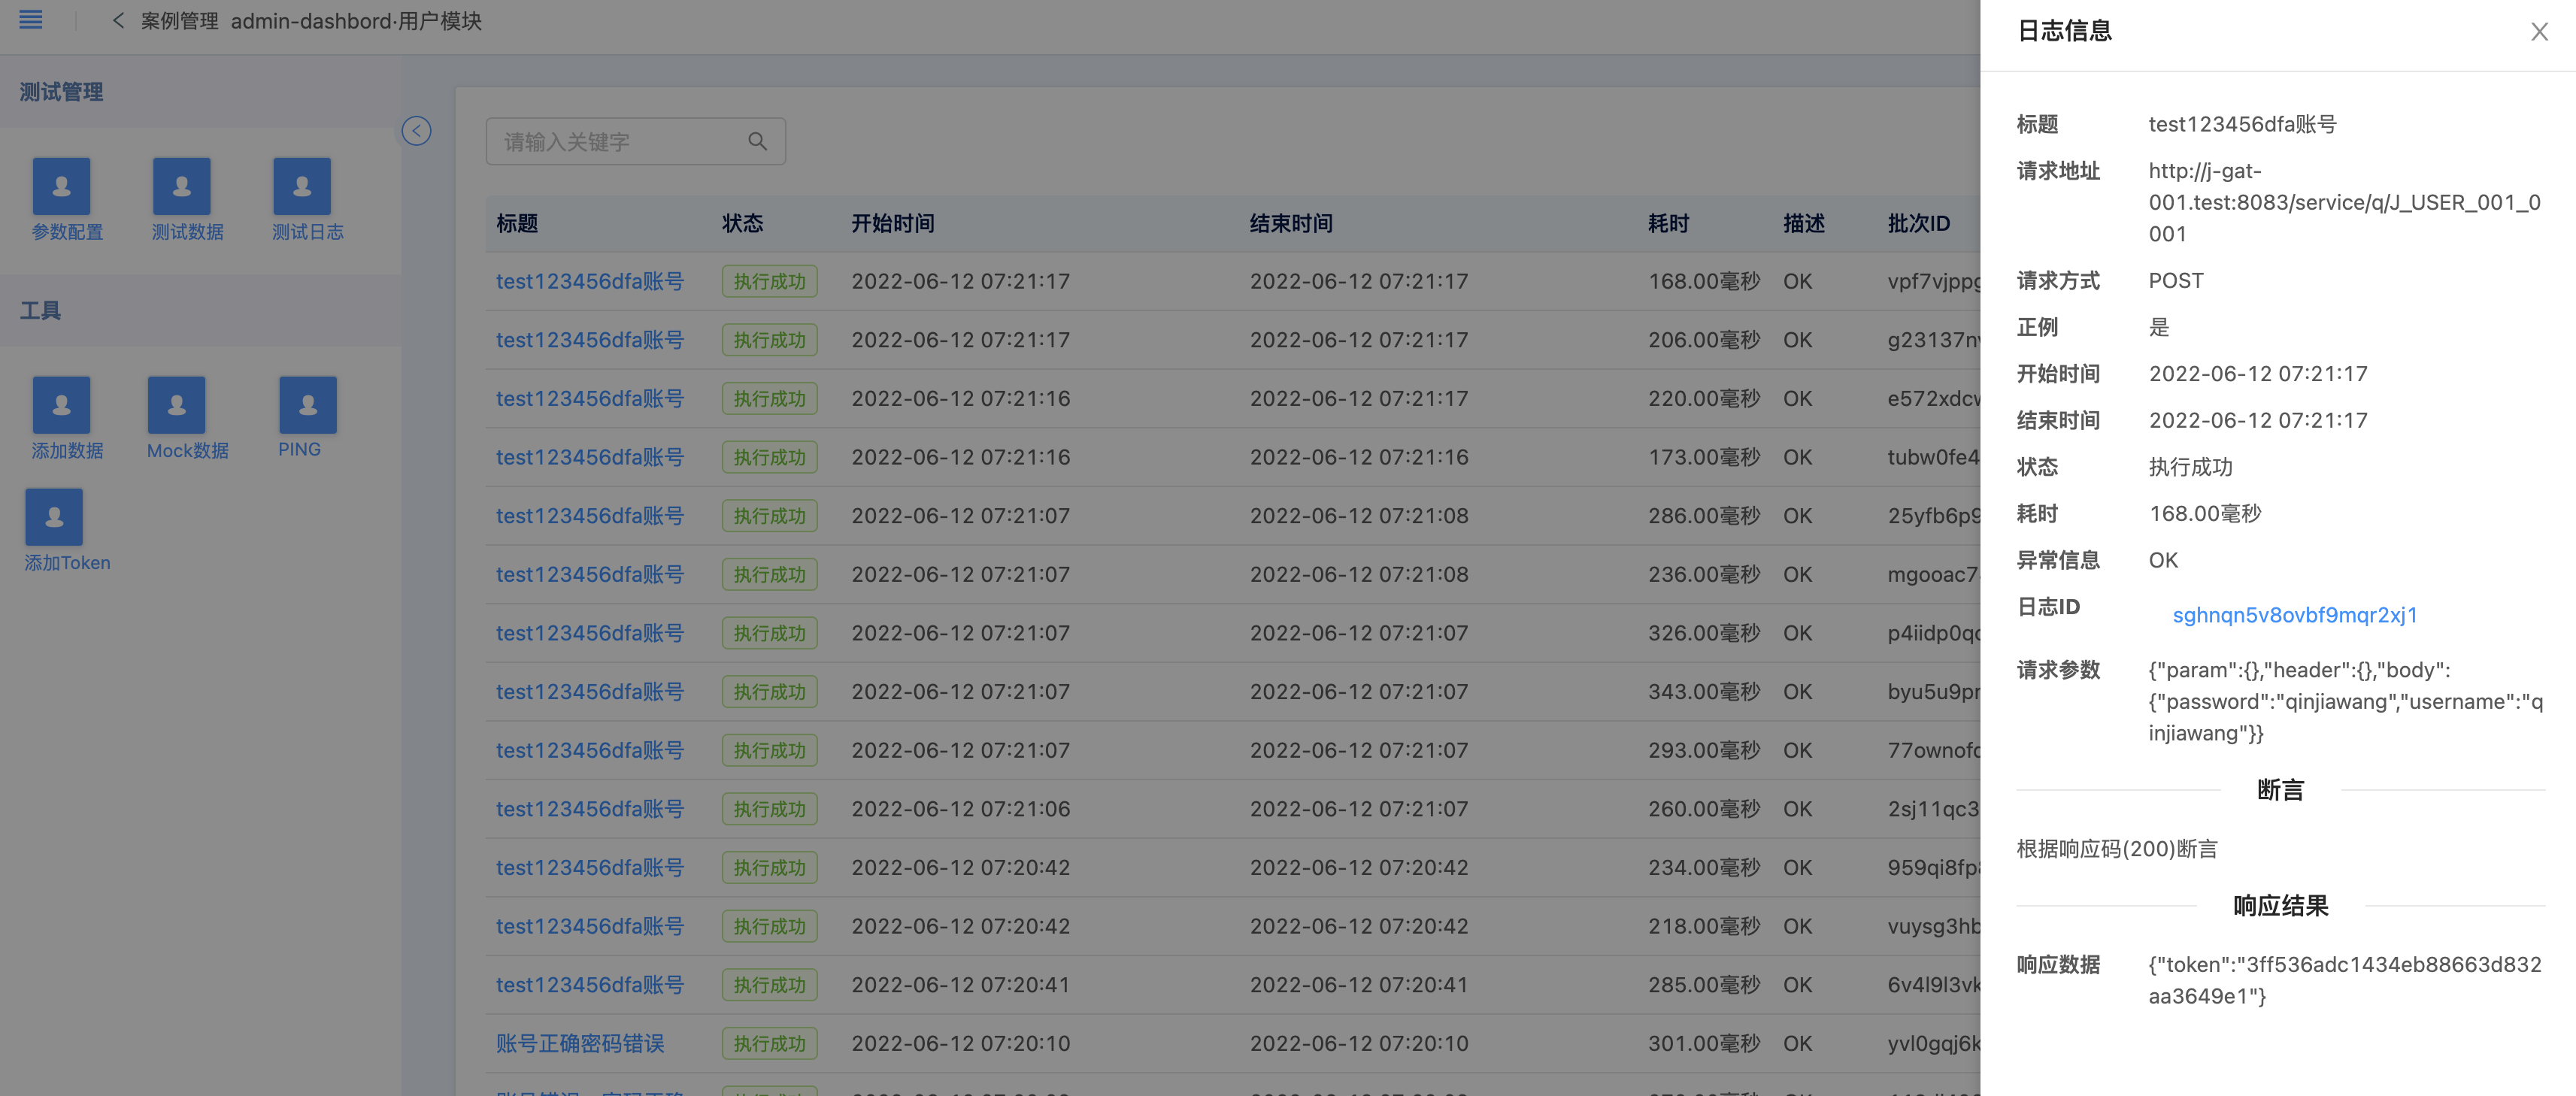 案例管理 admin-dashbord·用户模块
测试管理
参数配置 测试数据 测试日志
工具
添加数据 Mock数据 PING
添加Token
请输入关键字
标题 状态 开始时间 结束时间 耗时 描述 批次ID
test123456dfa账号 执行成功 2022-06-12 07:21:17 2022-06-12 07:21:17 168.00毫秒 OK vpf7vjppg
test123456dfa账号 执行成功 2022-06-12 07:21:17 2022-06-12 07:21:17 206.00毫秒 OK g23137n
test123456dfa账号 执行成功 2022-06-12 07:21:16 2022-06-12 07:21:17 220.00毫秒 OK e572xdc
test123456dfa账号 执行成功 2022-06-12 07:21:16 2022-06-12 07:21:16 173.00毫秒 OK tubw0fe4
test123456dfa账号 执行成功 2022-06-12 07:21:07 2022-06-12 07:21:08 286.00毫秒 OK 25yfb6p9
test123456dfa账号 执行成功 2022-06-12 07:21:07 2022-06-12 07:21:08 236.00毫秒 OK mgooac7
test123456dfa账号 执行成功 2022-06-12 07:21:07 2022-06-12 07:21:07 326.00毫秒 OK p4iidp0q
test123456dfa账号 执行成功 2022-06-12 07:21:07 2022-06-12 07:21:07 343.00毫秒 OK byu5u9p
test123456dfa账号 执行成功 2022-06-12 07:21:07 2022-06-12 07:21:07 293.00毫秒 OK 77ownof
test123456dfa账号 执行成功 2022-06-12 07:21:06 2022-06-12 07:21:07 260.00毫秒 OK 2sj11qc3
test123456dfa账号 执行成功 2022-06-12 07:20:42 2022-06-12 07:20:42 234.00毫秒 OK 959qi8fp
test123456dfa账号 执行成功 2022-06-12 07:20:42 2022-06-12 07:20:42 218.00毫秒 OK vuysg3hb
test123456dfa账号 执行成功 2022-06-12 07:20:41 2022-06-12 07:20:41 285.00毫秒 OK 6v4l9l3vk
账号正确密码错误 执行成功 2022-06-12 07:20:10 2022-06-12 07:20:10 301.00毫秒 OK yvl0gqj6k
日志信息
标题 test123456dfa账号
请求地址 http://j-gat-
001.test:8083/service/q/J_USER_001_0
001
请求方式 POST
正例 是
开始时间 2022-06-12 07:21:17
结束时间 2022-06-12 07:21:17
状态 执行成功
耗时 168.00毫秒
异常信息 OK
日志ID sghnqn5v8ovbf9mqr2xj1
请求参数 {"param":{},"header":{},"body":
{"password":"qinjiawang","username":"q
injiawang"}}
断言
根据响应码(200)断言
响应结果
响应数据 {"token":"3ff536adc1434eb88663d832
aa3649e1"}